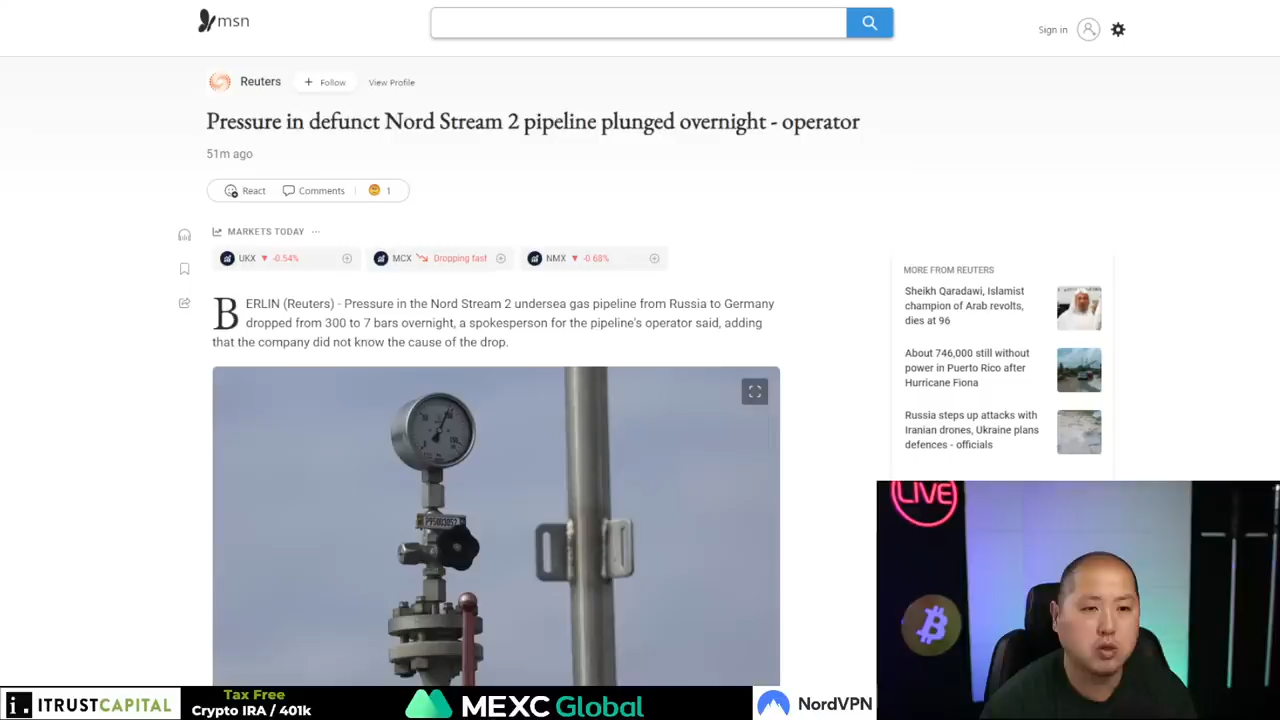 msn
Sign in
Reuters
+ Follow
View Profile
Pressure in defunct Nord Stream 2 pipeline plunged overnight - operator
51m ago
React
Comments
1
MARKETS TODAY ...
UKX -0.54%
MCX Dropping fast
NMX -0.68%
BERLIN (Reuters) - Pressure in the Nord Stream 2 undersea gas pipeline from Russia to Germany
dropped from 300 to 7 bars overnight, a spokesperson for the pipeline's operator said, adding
that the company did not know the cause of the drop.
MORE FROM REUTERS
Sheikh Qaradawi, Islamist
champion of Arab revolts,
dies at 96
About 746,000 still without
power in Puerto Rico after
Hurricane Fiona
Russia steps up attacks with
Iranian drones, Ukraine plans
defences - officials
LIVE
i. ITRUSTCAPITAL
Tax Free
Crypto IRA / 401k
MEXC Global
NordVPN